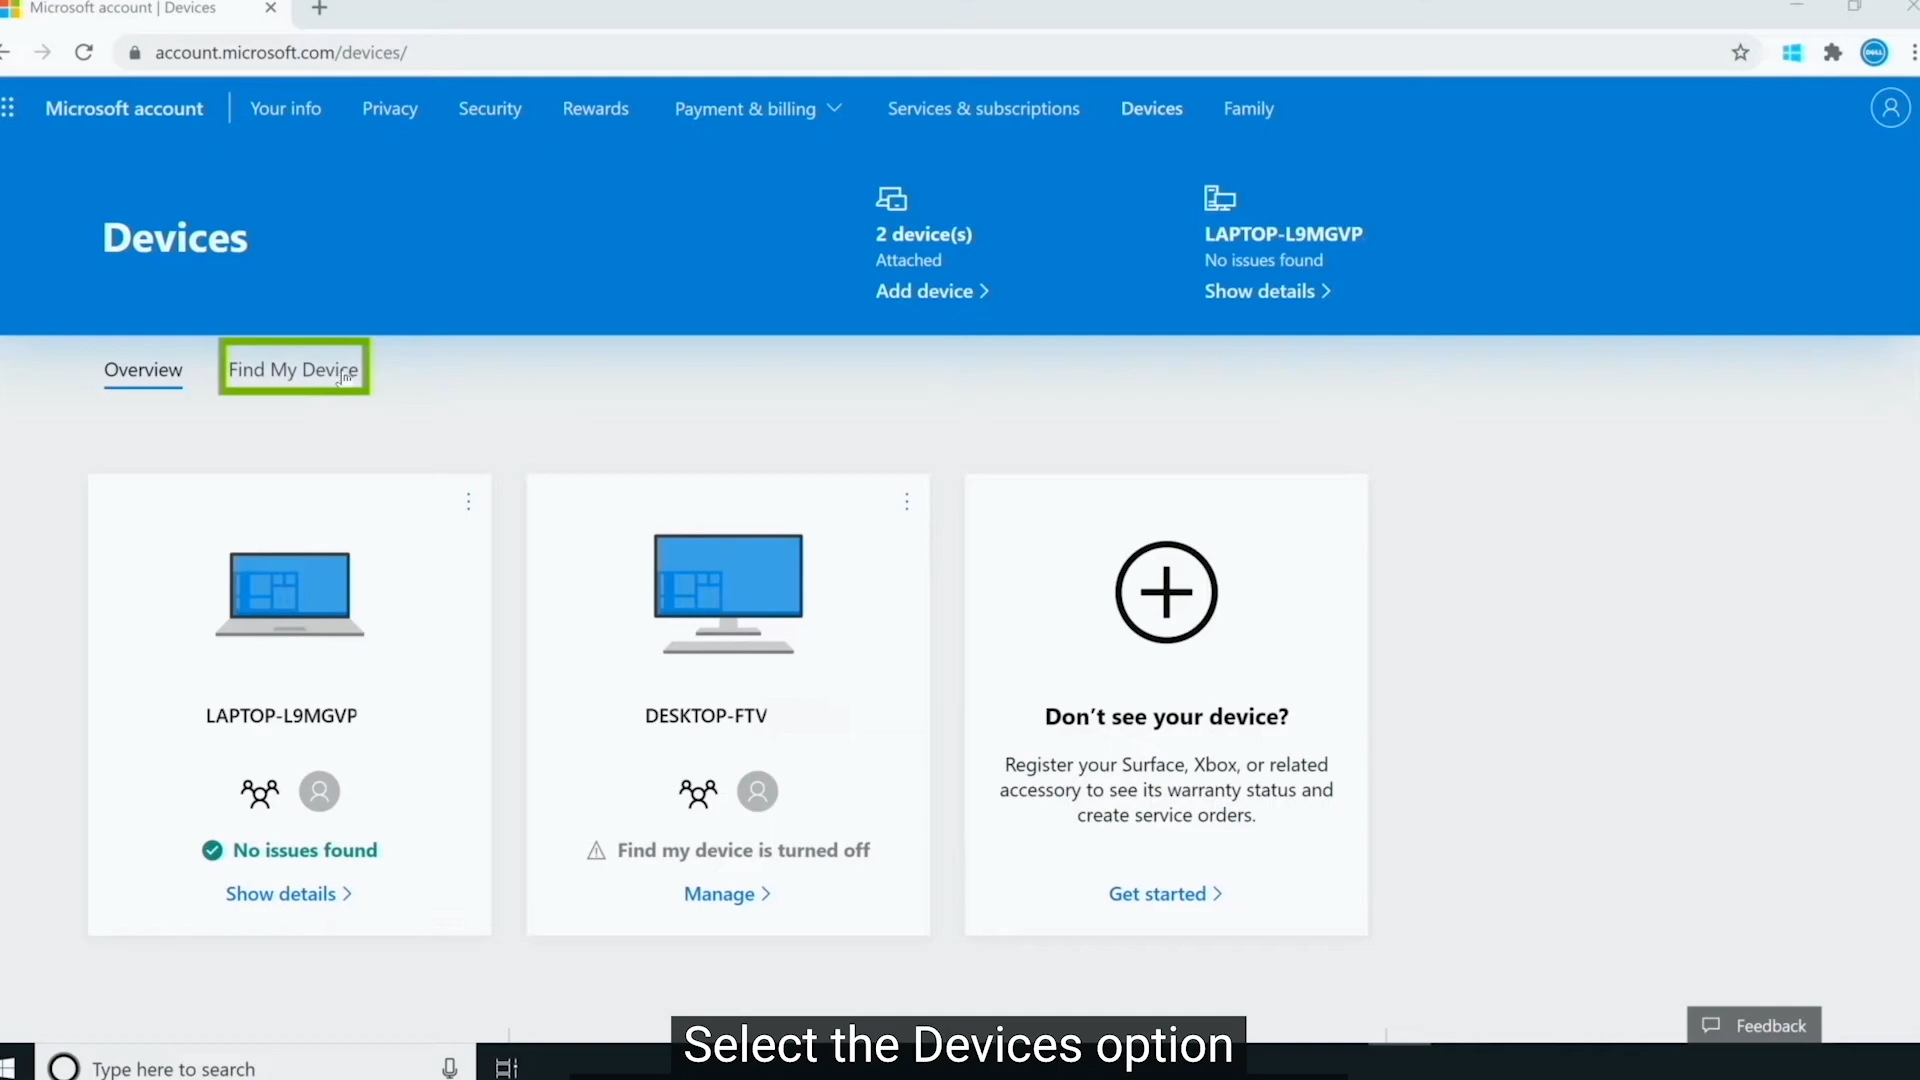 Microsoft account | Devices
account.microsoft.com/devices/
DELL
Microsoft account
Your info
Privacy
Security
Rewards
Payment & billing
Services & subscriptions
Devices
Family
Devices
2 device(s)
Attached
Add device
LAPTOP-L9MGVP
No issues found
Show details
Overview
Find My Device
LAPTOP-L9MGVP
No issues found
Show details
DESKTOP-FTV
Find my device is turned off
Manage
Don’t see your device?
Register your Surface, Xbox, or related
accessory to see its warranty status and
create service orders.
Get started
Feedback
Select the Devices option
Type here to search